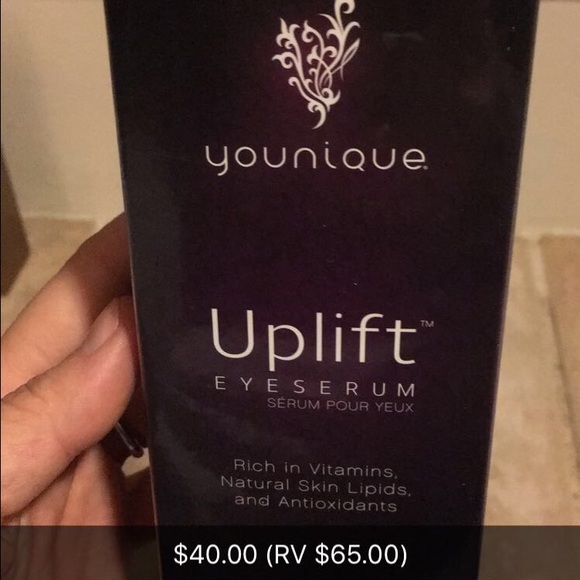 younique
Uplift™
EYESERUM
SÉRUM POUR YEUX
Rich in Vitamins,
Natural Skin Lipids,
and Antioxidants
$40.00 (RV $65.00)